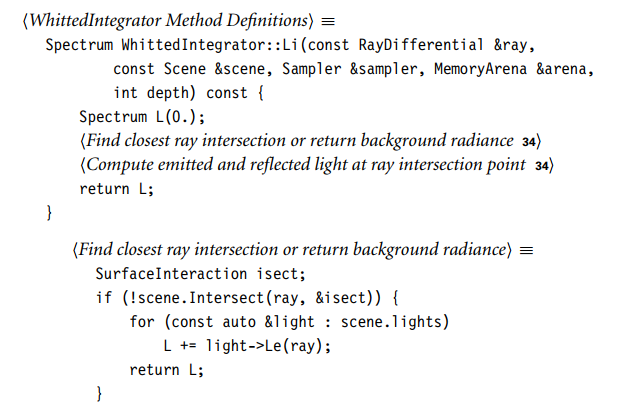 ⟨WhittedIntegrator Method Definitions⟩ ≡
Spectrum WhittedIntegrator::Li(const RayDifferential &ray,
const Scene &scene, Sampler &sampler, MemoryArena &arena,
int depth) const {
Spectrum L(0.);
⟨Find closest ray intersection or return background radiance 34⟩
⟨Compute emitted and reflected light at ray intersection point 34⟩
return L;
}
⟨Find closest ray intersection or return background radiance⟩ ≡
SurfaceInteraction isect;
if (!scene.Intersect(ray, &isect)) {
for (const auto &light : scene.lights)
L += light->Le(ray);
return L;
}